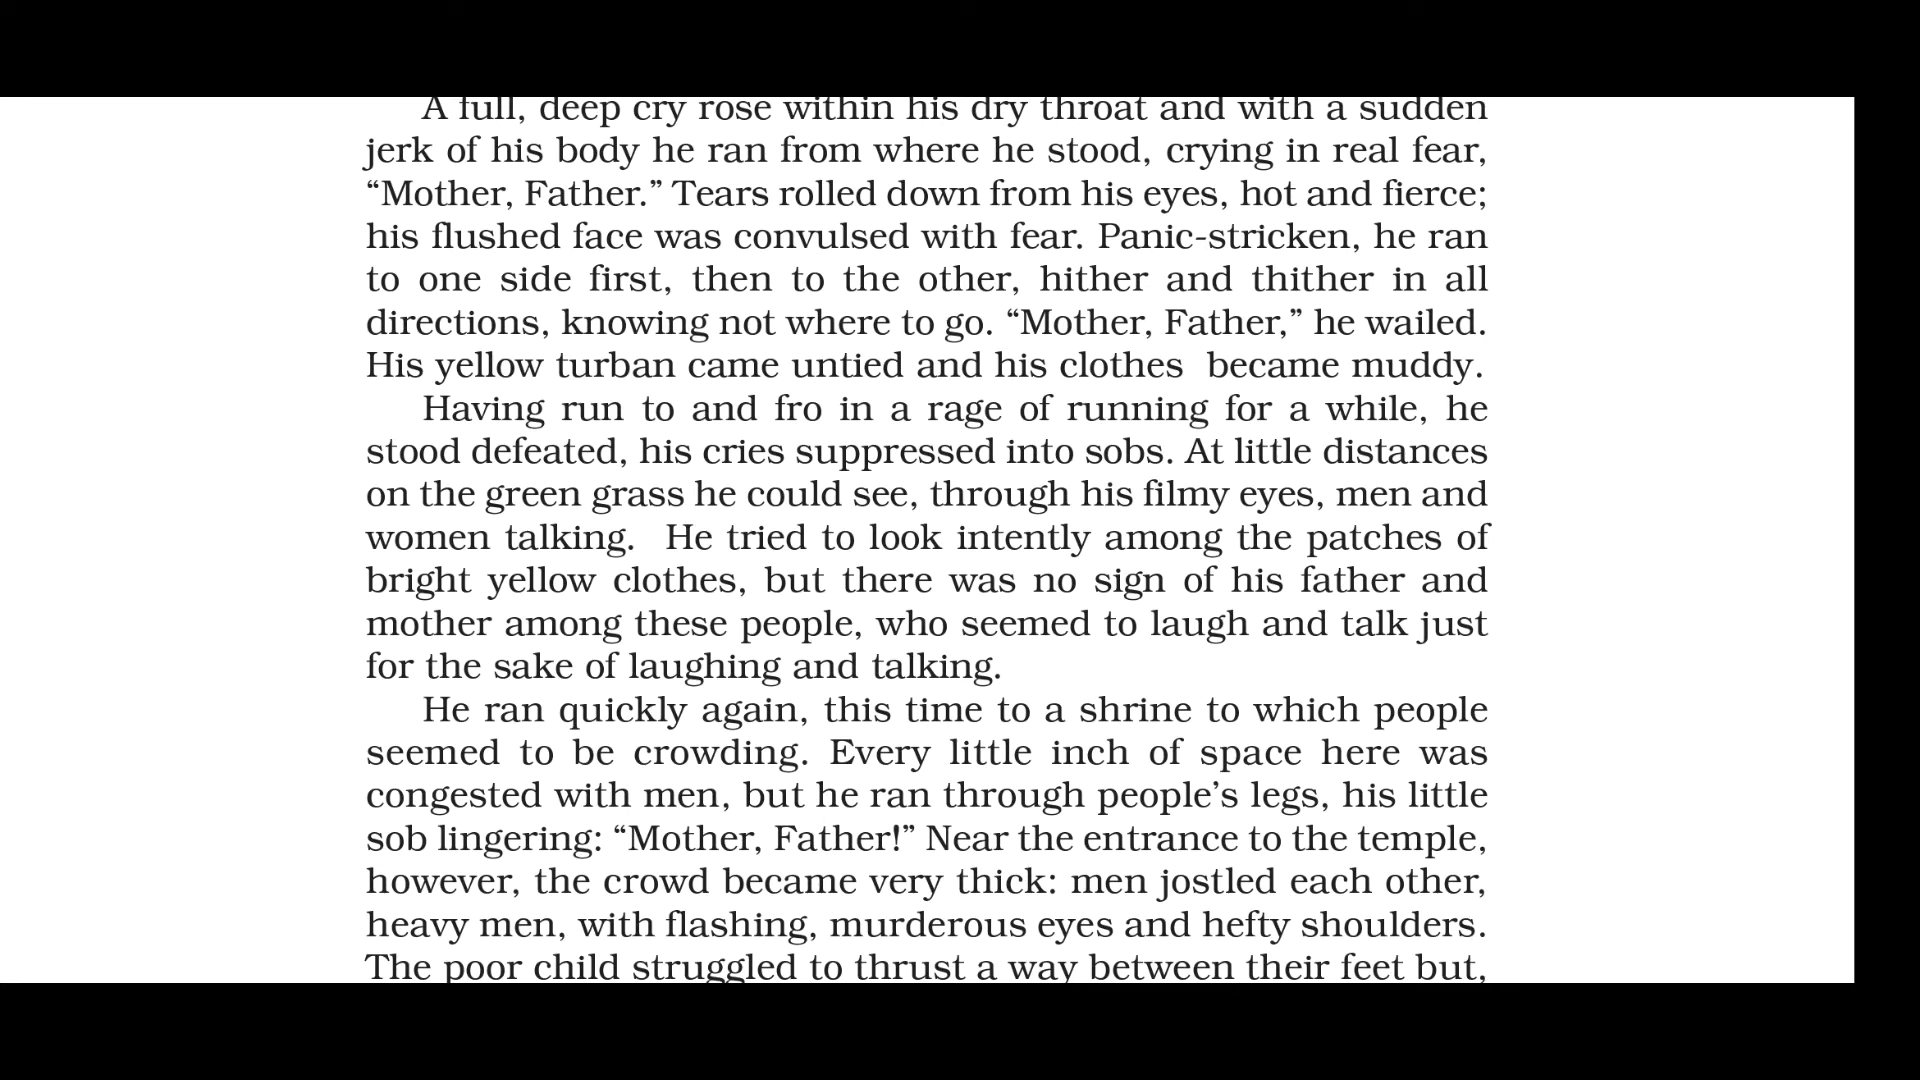 A full, deep cry rose within his dry throat and with a sudden
jerk of his body he ran from where he stood, crying in real fear,
“Mother, Father.” Tears rolled down from his eyes, hot and fierce;
his flushed face was convulsed with fear. Panic-stricken, he ran
to one side first, then to the other, hither and thither in all
directions, knowing not where to go. “Mother, Father,” he wailed.
His yellow turban came untied and his clothes became muddy.
Having run to and fro in a rage of running for a while, he
stood defeated, his cries suppressed into sobs. At little distances
on the green grass he could see, through his filmy eyes, men and
women talking. He tried to look intently among the patches of
bright yellow clothes, but there was no sign of his father and
mother among these people, who seemed to laugh and talk just
for the sake of laughing and talking.
He ran quickly again, this time to a shrine to which people
seemed to be crowding. Every little inch of space here was
congested with men, but he ran through people’s legs, his little
sob lingering: “Mother, Father!” Near the entrance to the temple,
however, the crowd became very thick: men jostled each other,
heavy men, with flashing, murderous eyes and hefty shoulders.
The poor child struggled to thrust a way between their feet but,